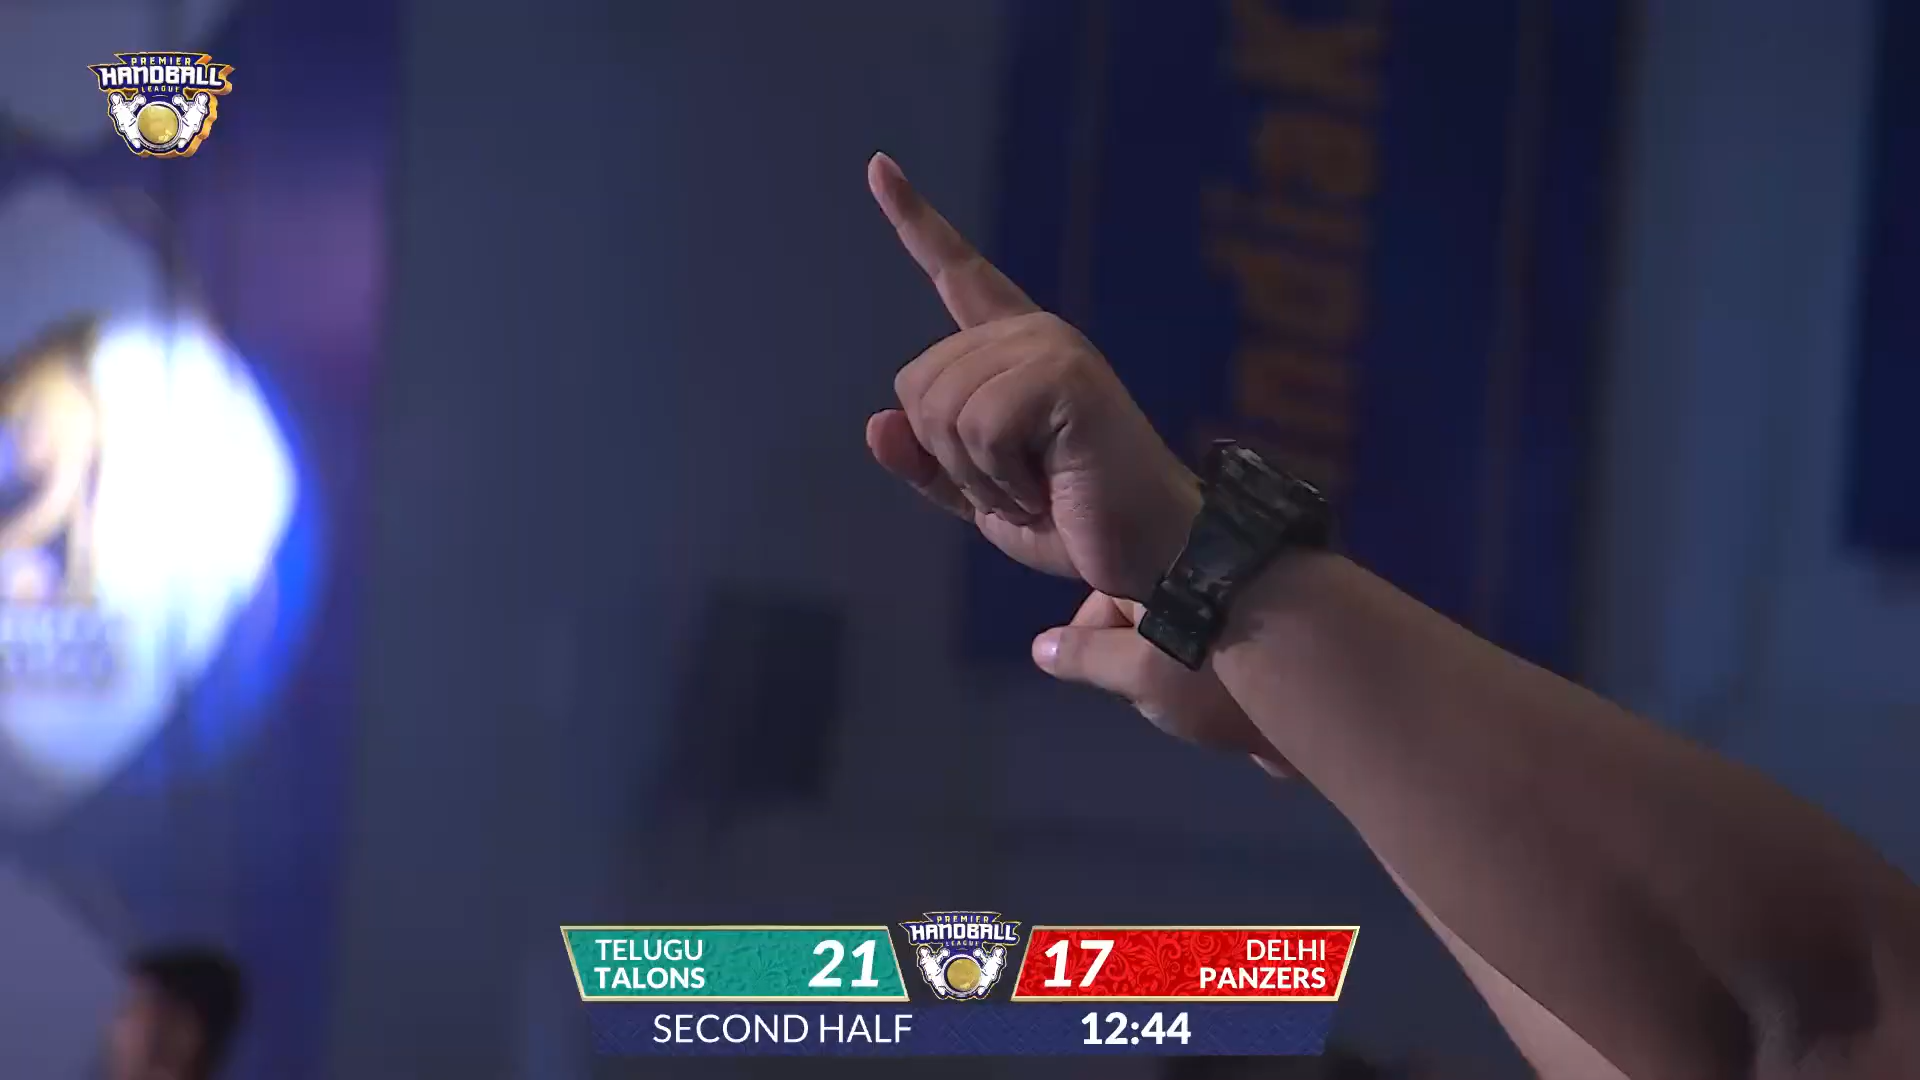 PREMIER
HANDBALL
LEAGUE
TELUGU
TALONS
21
PREMIER
HANDBALL
LEAGUE
17
DELHI
PANZERS
SECOND HALF
12:44